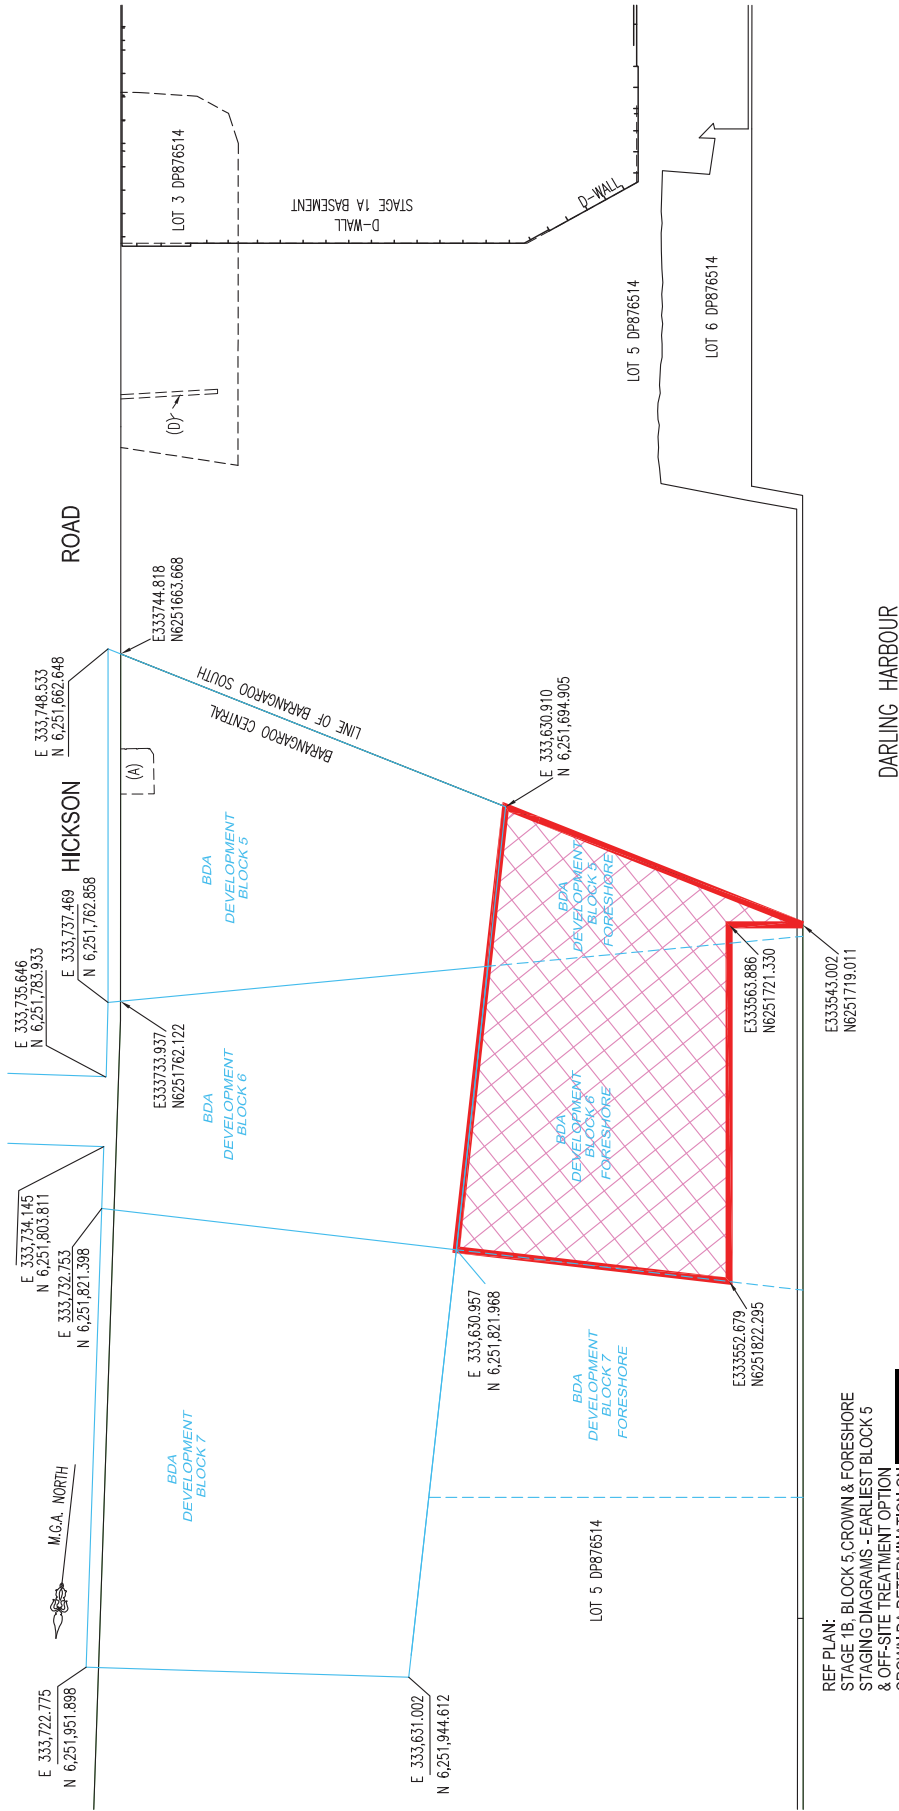 E 333,722.775
N 6,251,951.898
M.G.A. NORTH
E 333,734.145
N 6,251,803.811
E 333,732.753
N 6,251,821.398
E 333,735.646
N 6,251,783.933
E 333,737.469
N 6,251,762.858
HICKSON
ROAD
E 333,748.533
N 6,251,662.648
E333744.818
N6251663.668
E333733.937
N6251762.122
(A)
(D)
LOT 3 DP876514
D-WALL
STAGE 1A BASEMENT
D-WALL
LINE OF BARANGAROO SOUTH
BARANGAROO CENTRAL
BDA
DEVELOPMENT
BLOCK 7
BDA
DEVELOPMENT
BLOCK 6
BDA
DEVELOPMENT
BLOCK 5
E 333,631.002
N 6,251,944.612
E 333,630.957
N 6,251,821.968
E 333,630.910
N 6,251,694.905
LOT 5 DP876514
BDA
DEVELOPMENT
BLOCK 7
FORESHORE
BDA
DEVELOPMENT
BLOCK 6
FORESHORE
BDA
DEVELOPMENT
BLOCK 5
FORESHORE
LOT 5 DP876514
LOT 6 DP876514
E333552.679
N6251822.295
E333563.886
N6251721.330
E333543.002
N6251719.011
DARLING HARBOUR
REF PLAN:
STAGE 1B, BLOCK 5,CROWN & FORESHORE
STAGING DIAGRAMS - EARLIEST BLOCK 5
& OFF-SITE TREATMENT OPTION